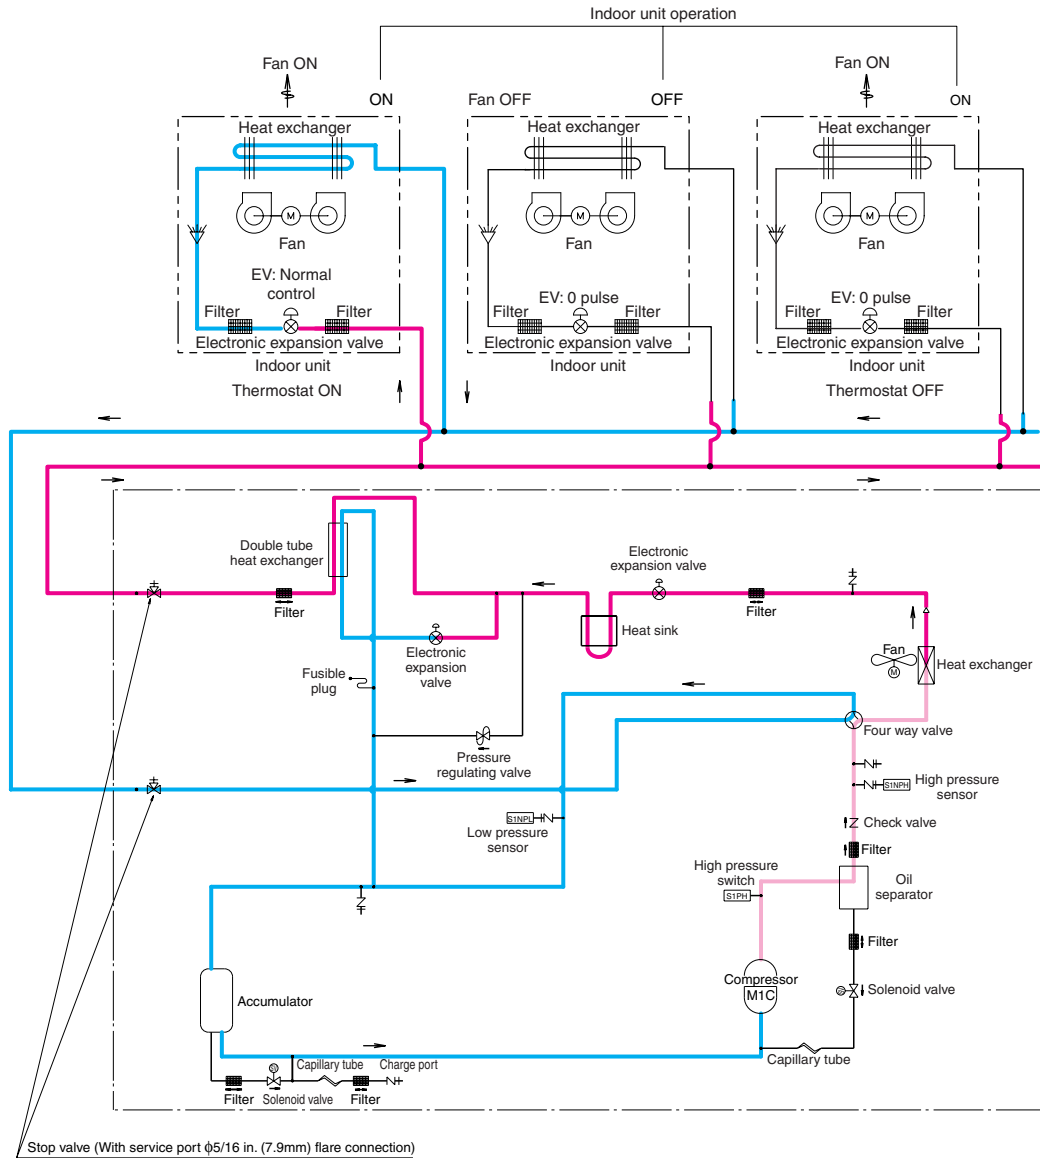 Indoor unit operation
Fan ON
ON
Fan OFF
OFF
Fan ON
ON
Heat exchanger
Heat exchanger
Heat exchanger
M
M
M
Fan
Fan
Fan
EV: Normal
control
EV: 0 pulse
EV: 0 pulse
Filter
Filter
Filter
Filter
Filter
Filter
Electronic expansion valve
Electronic expansion valve
Electronic expansion valve
Indoor unit
Indoor unit
Indoor unit
Thermostat ON
Thermostat OFF
Double tube
heat exchanger
Electronic
expansion valve
Filter
Filter
Heat sink
Electronic
expansion
valve
Fan
M
Heat exchanger
Fusible
plug
Four way valve
Pressure
regulating valve
S1NPH
High pressure
sensor
S1NPL
Low pressure
sensor
Check valve
Filter
High pressure
switch
S1PH
Oil
separator
Filter
Compressor
M1C
Solenoid valve
Accumulator
Capillary tube
Capillary tube
Charge port
Filter
Solenoid valve
Filter
Stop valve (With service port ϕ5/16 in. (7.9mm) flare connection)